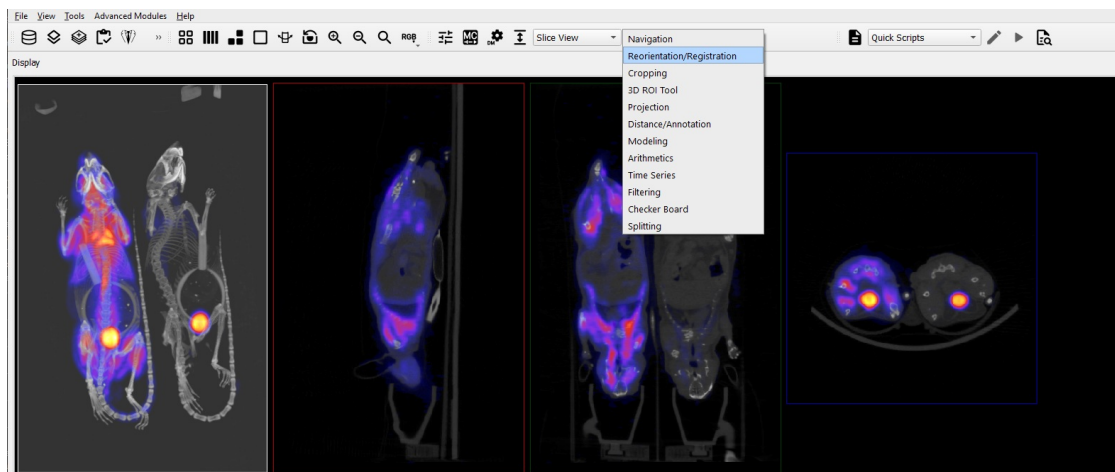 File View Tools Advanced Modules Help
» RGB MC DM Slice View Quick Scripts
Display
Navigation
Reorientation/Registration
Cropping
3D ROI Tool
Projection
Distance/Annotation
Modeling
Arithmetics
Time Series
Filtering
Checker Board
Splitting